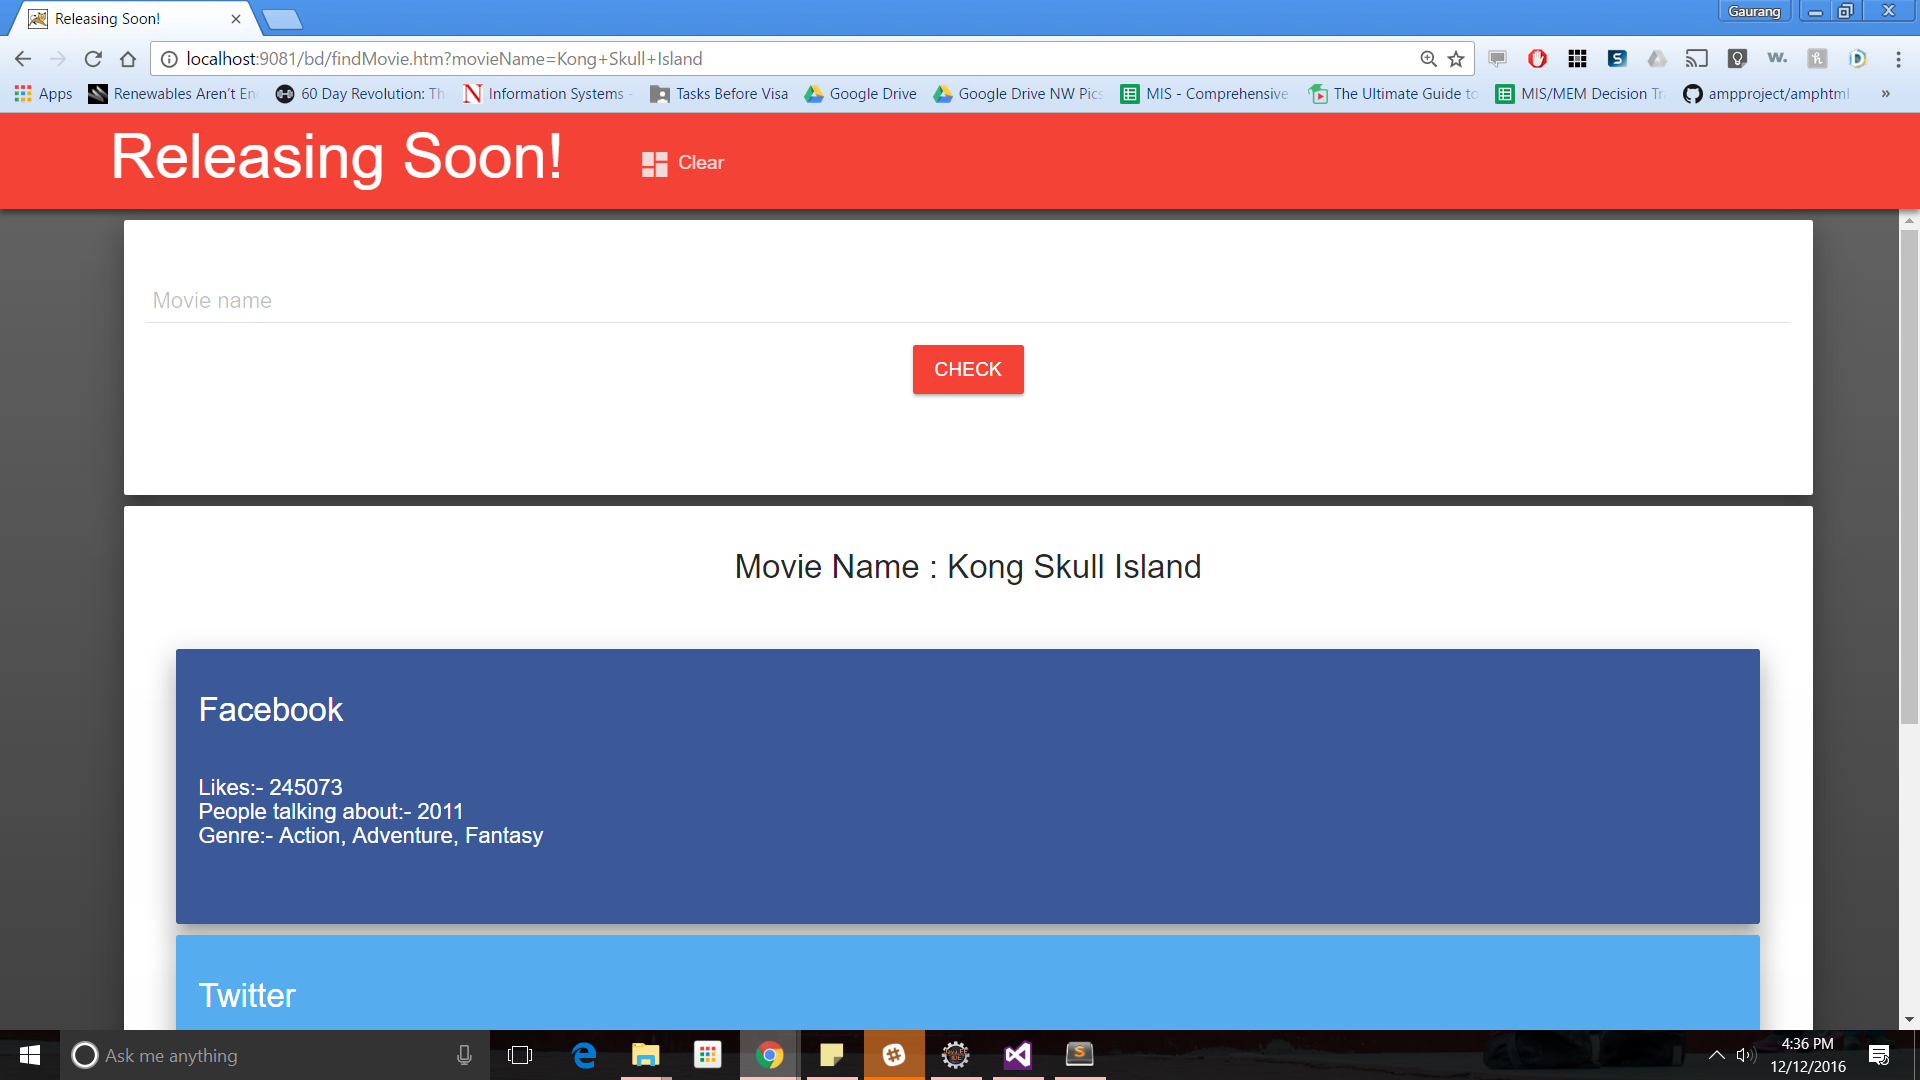 Releasing Soon!
Gaurang
localhost:9081/bd/findMovie.htm?movieName=Kong+Skull+Island
Apps
Renewables Aren't En
60 Day Revolution: Th
Information Systems -
Tasks Before Visa
Google Drive
Google Drive NW Pics
MIS - Comprehensive
The Ultimate Guide to
MIS/MEM Decision Tr
ampproject/amphtml
»
Releasing Soon!
Clear
Movie name
CHECK
Movie Name : Kong Skull Island
Facebook
Likes:- 245073
People talking about:- 2011
Genre:- Action, Adventure, Fantasy
Twitter
Ask me anything
4:36 PM
12/12/2016